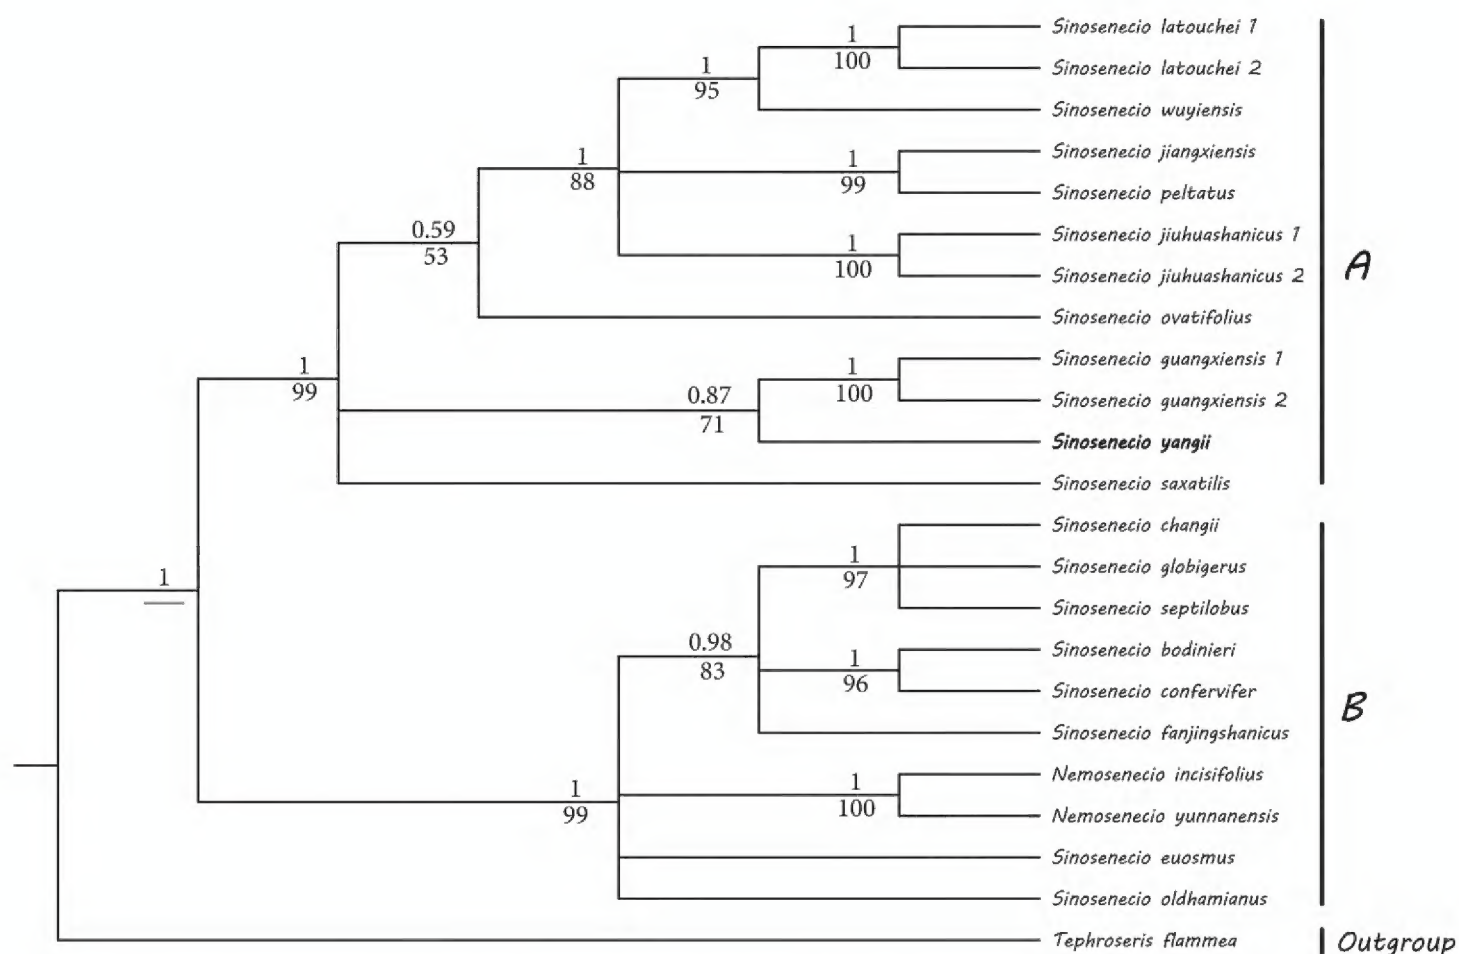 1
100
Sinosenecio latouchei 1
1
95
Sinosenecio latouchei 2
Sinosenecio wuyiensis
1
88
1
99
Sinosenecio jiangxiensis
Sinosenecio peltatus
0.59
53
1
100
Sinosenecio jiuhuashanicus 1
Sinosenecio jiuhuashanicus 2
A
Sinosenecio ovatifolius
1
99
1
100
Sinosenecio guangxiensis 1
0.87
71
Sinosenecio guangxiensis 2
Sinosenecio yangii
Sinosenecio saxatilis
Sinosenecio changii
1
97
Sinosenecio globigerus
1
Sinosenecio septilobus
0.98
83
1
96
Sinosenecio bodinieri
Sinosenecio confervifer
B
Sinosenecio fanjingshanicus
1
99
1
100
Nemosenecio incisifolius
Nemosenecio yunnanensis
Sinosenecio euosmus
Sinosenecio oldhamianus
Tephroseris flammea
Outgroup